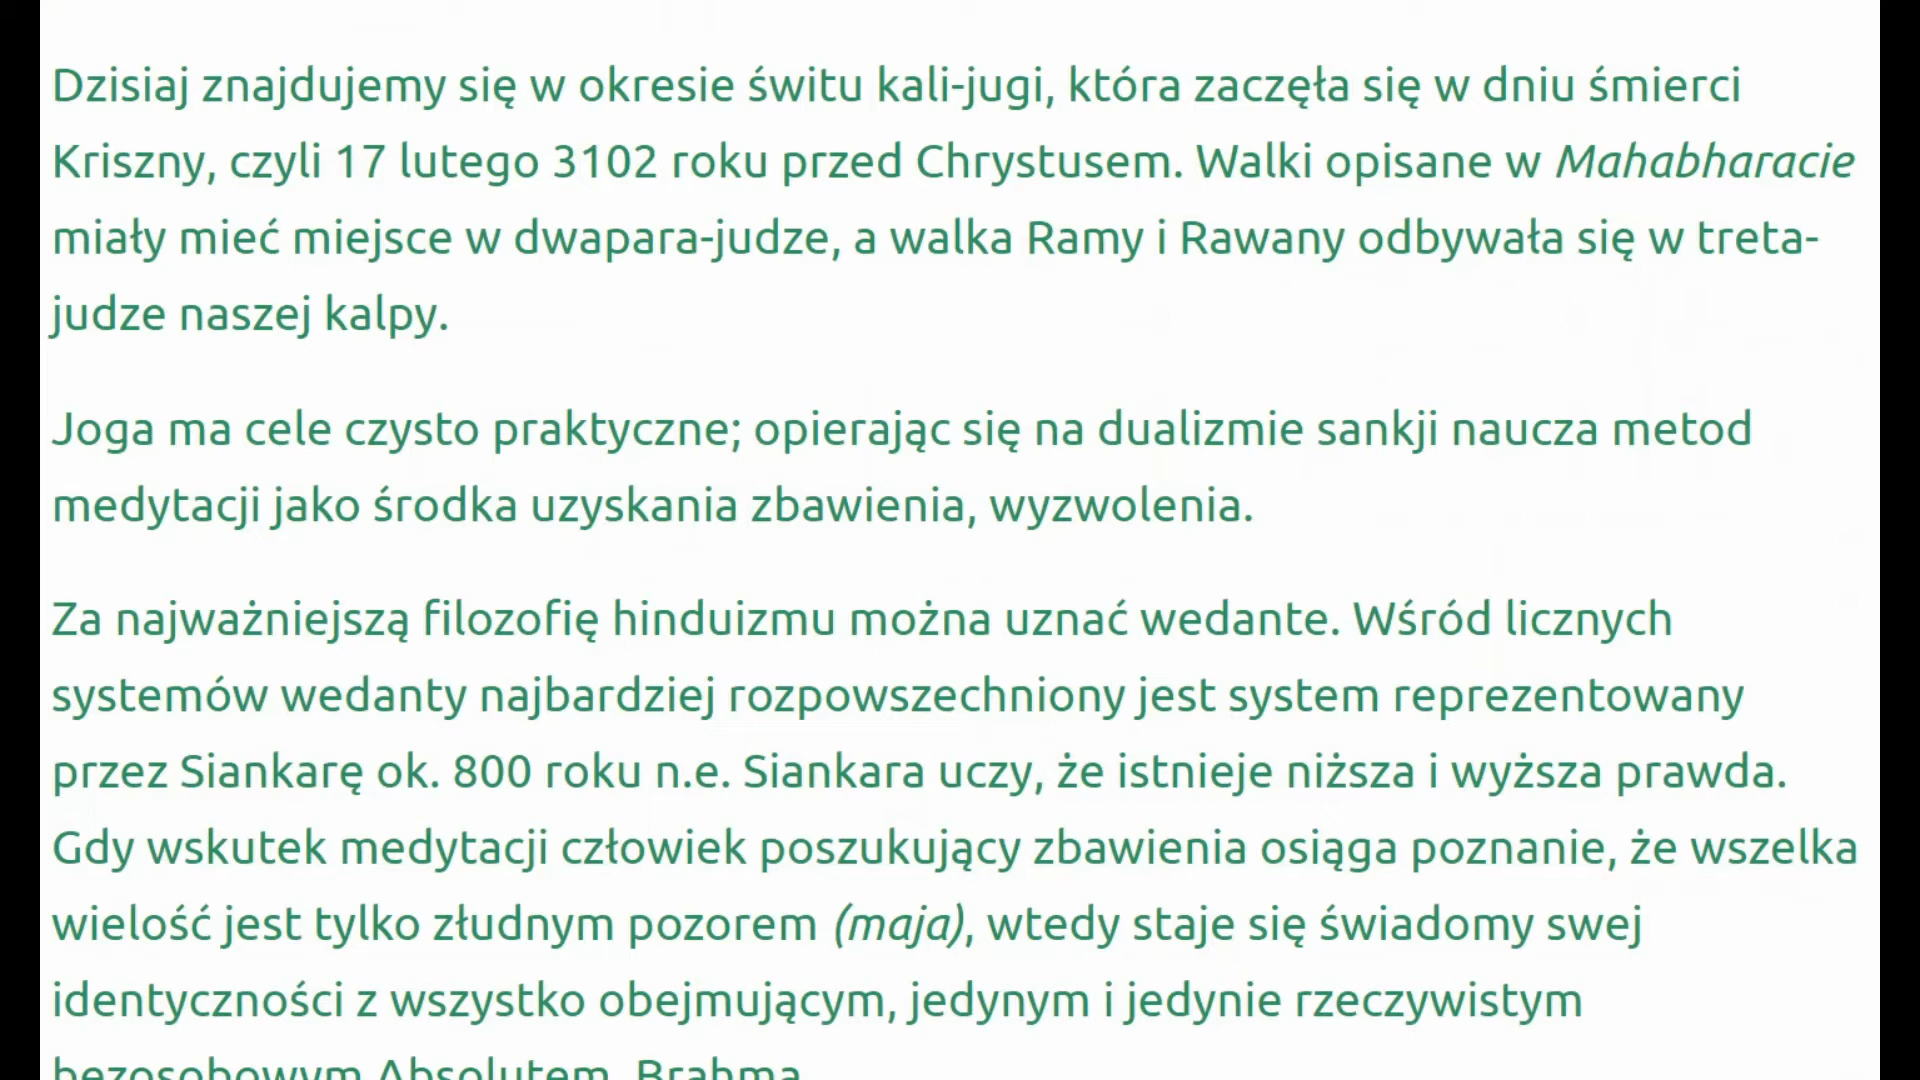 Dzisiaj znajdujemy się w okresie świtu kali-jugi, która zaczęła się w dniu śmierci
Kriszny, czyli 17 lutego 3102 roku przed Chrystusem. Walki opisane w Mahabharacie
miały mieć miejsce w dwapara-judze, a walka Ramy i Rawany odbywała się w treta-
judze naszej kalpy.
Joga ma cele czysto praktyczne; opierając się na dualizmie sankji naucza metod
medytacji jako środka uzyskania zbawienia, wyzwolenia.
Za najważniejszą filozofię hinduizmu można uznać wedante. Wśród licznych
systemów wedanty najbardziej rozpowszechniony jest system reprezentowany
przez Siankarę ok. 800 roku n.e. Siankara uczy, że istnieje niższa i wyższa prawda.
Gdy wskutek medytacji człowiek poszukujący zbawienia osiąga poznanie, że wszelka
wielość jest tylko złudnym pozorem (maja), wtedy staje się świadomy swej
identyczności z wszystko obejmującym, jedynym i jedynie rzeczywistym
bezosobowym Absolutem, Brahma